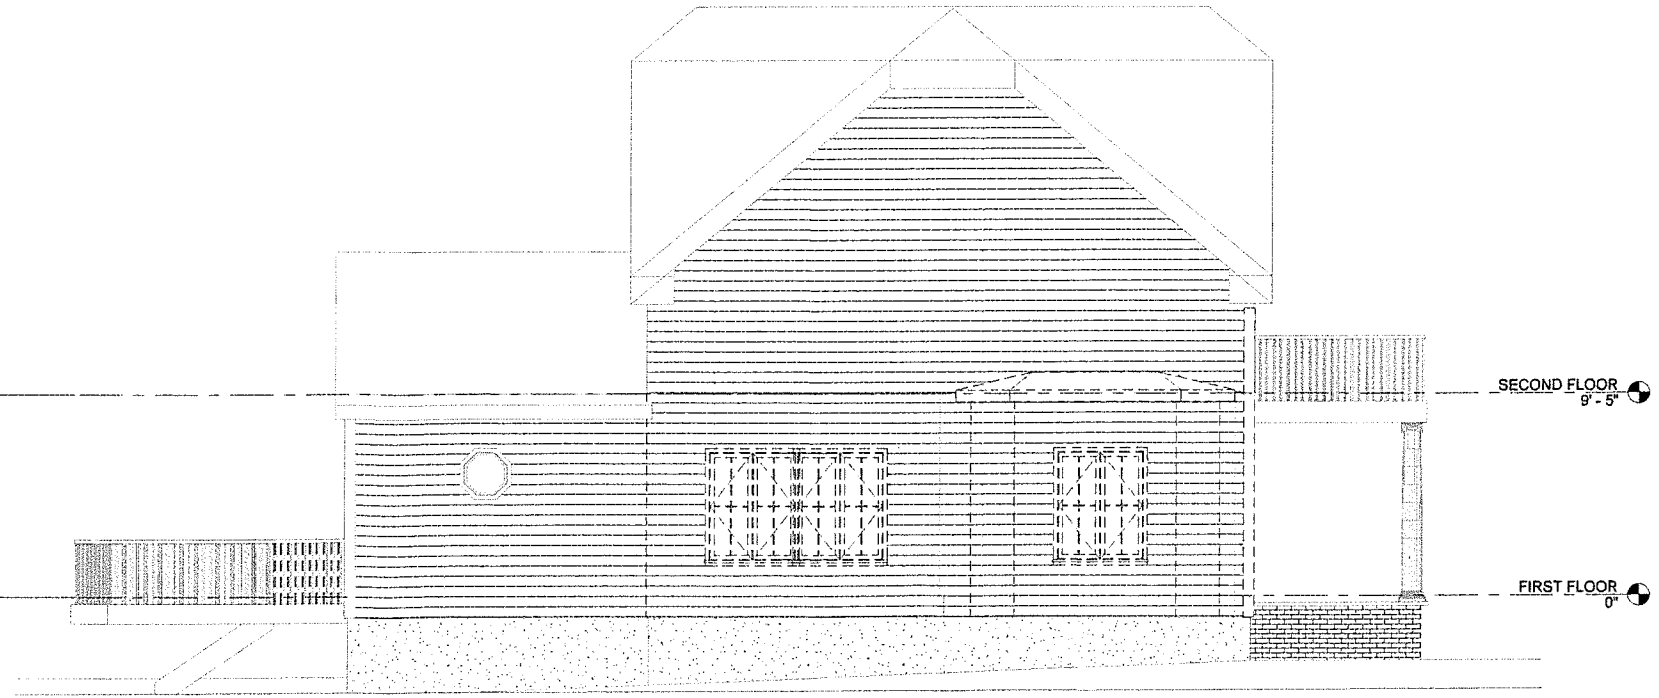 SECOND FLOOR
9' - 5"
FIRST FLOOR
0"